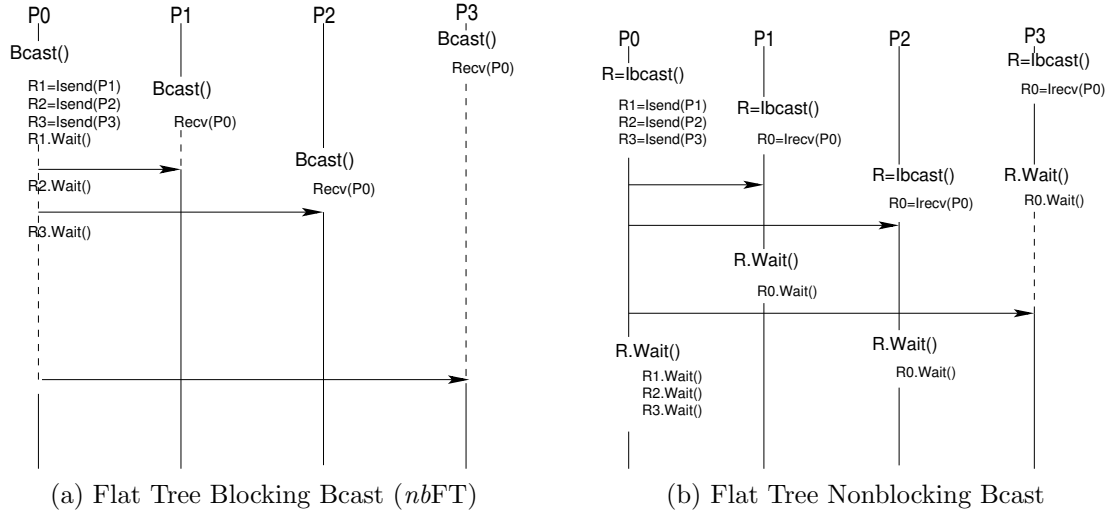 P0 P1 P2 P3
Bcast()
R1=Isend(P1)
R2=Isend(P2)
R3=Isend(P3)
R1.Wait()
R2.Wait()
R3.Wait()
Bcast()
Recv(P0)
Bcast()
Recv(P0)
Bcast()
Recv(P0)
(a) Flat Tree Blocking Bcast (nbFT)
P0 P1 P2 P3
R=Ibcast()
R1=Isend(P1)
R2=Isend(P2)
R3=Isend(P3)
R.Wait()
R1.Wait()
R2.Wait()
R3.Wait()
R=Ibcast()
R0=Irecv(P0)
R.Wait()
R0.Wait()
R=Ibcast()
R0=Irecv(P0)
R.Wait()
R0.Wait()
R=Ibcast()
R0=Irecv(P0)
R.Wait()
R0.Wait()
(b) Flat Tree Nonblocking Bcast